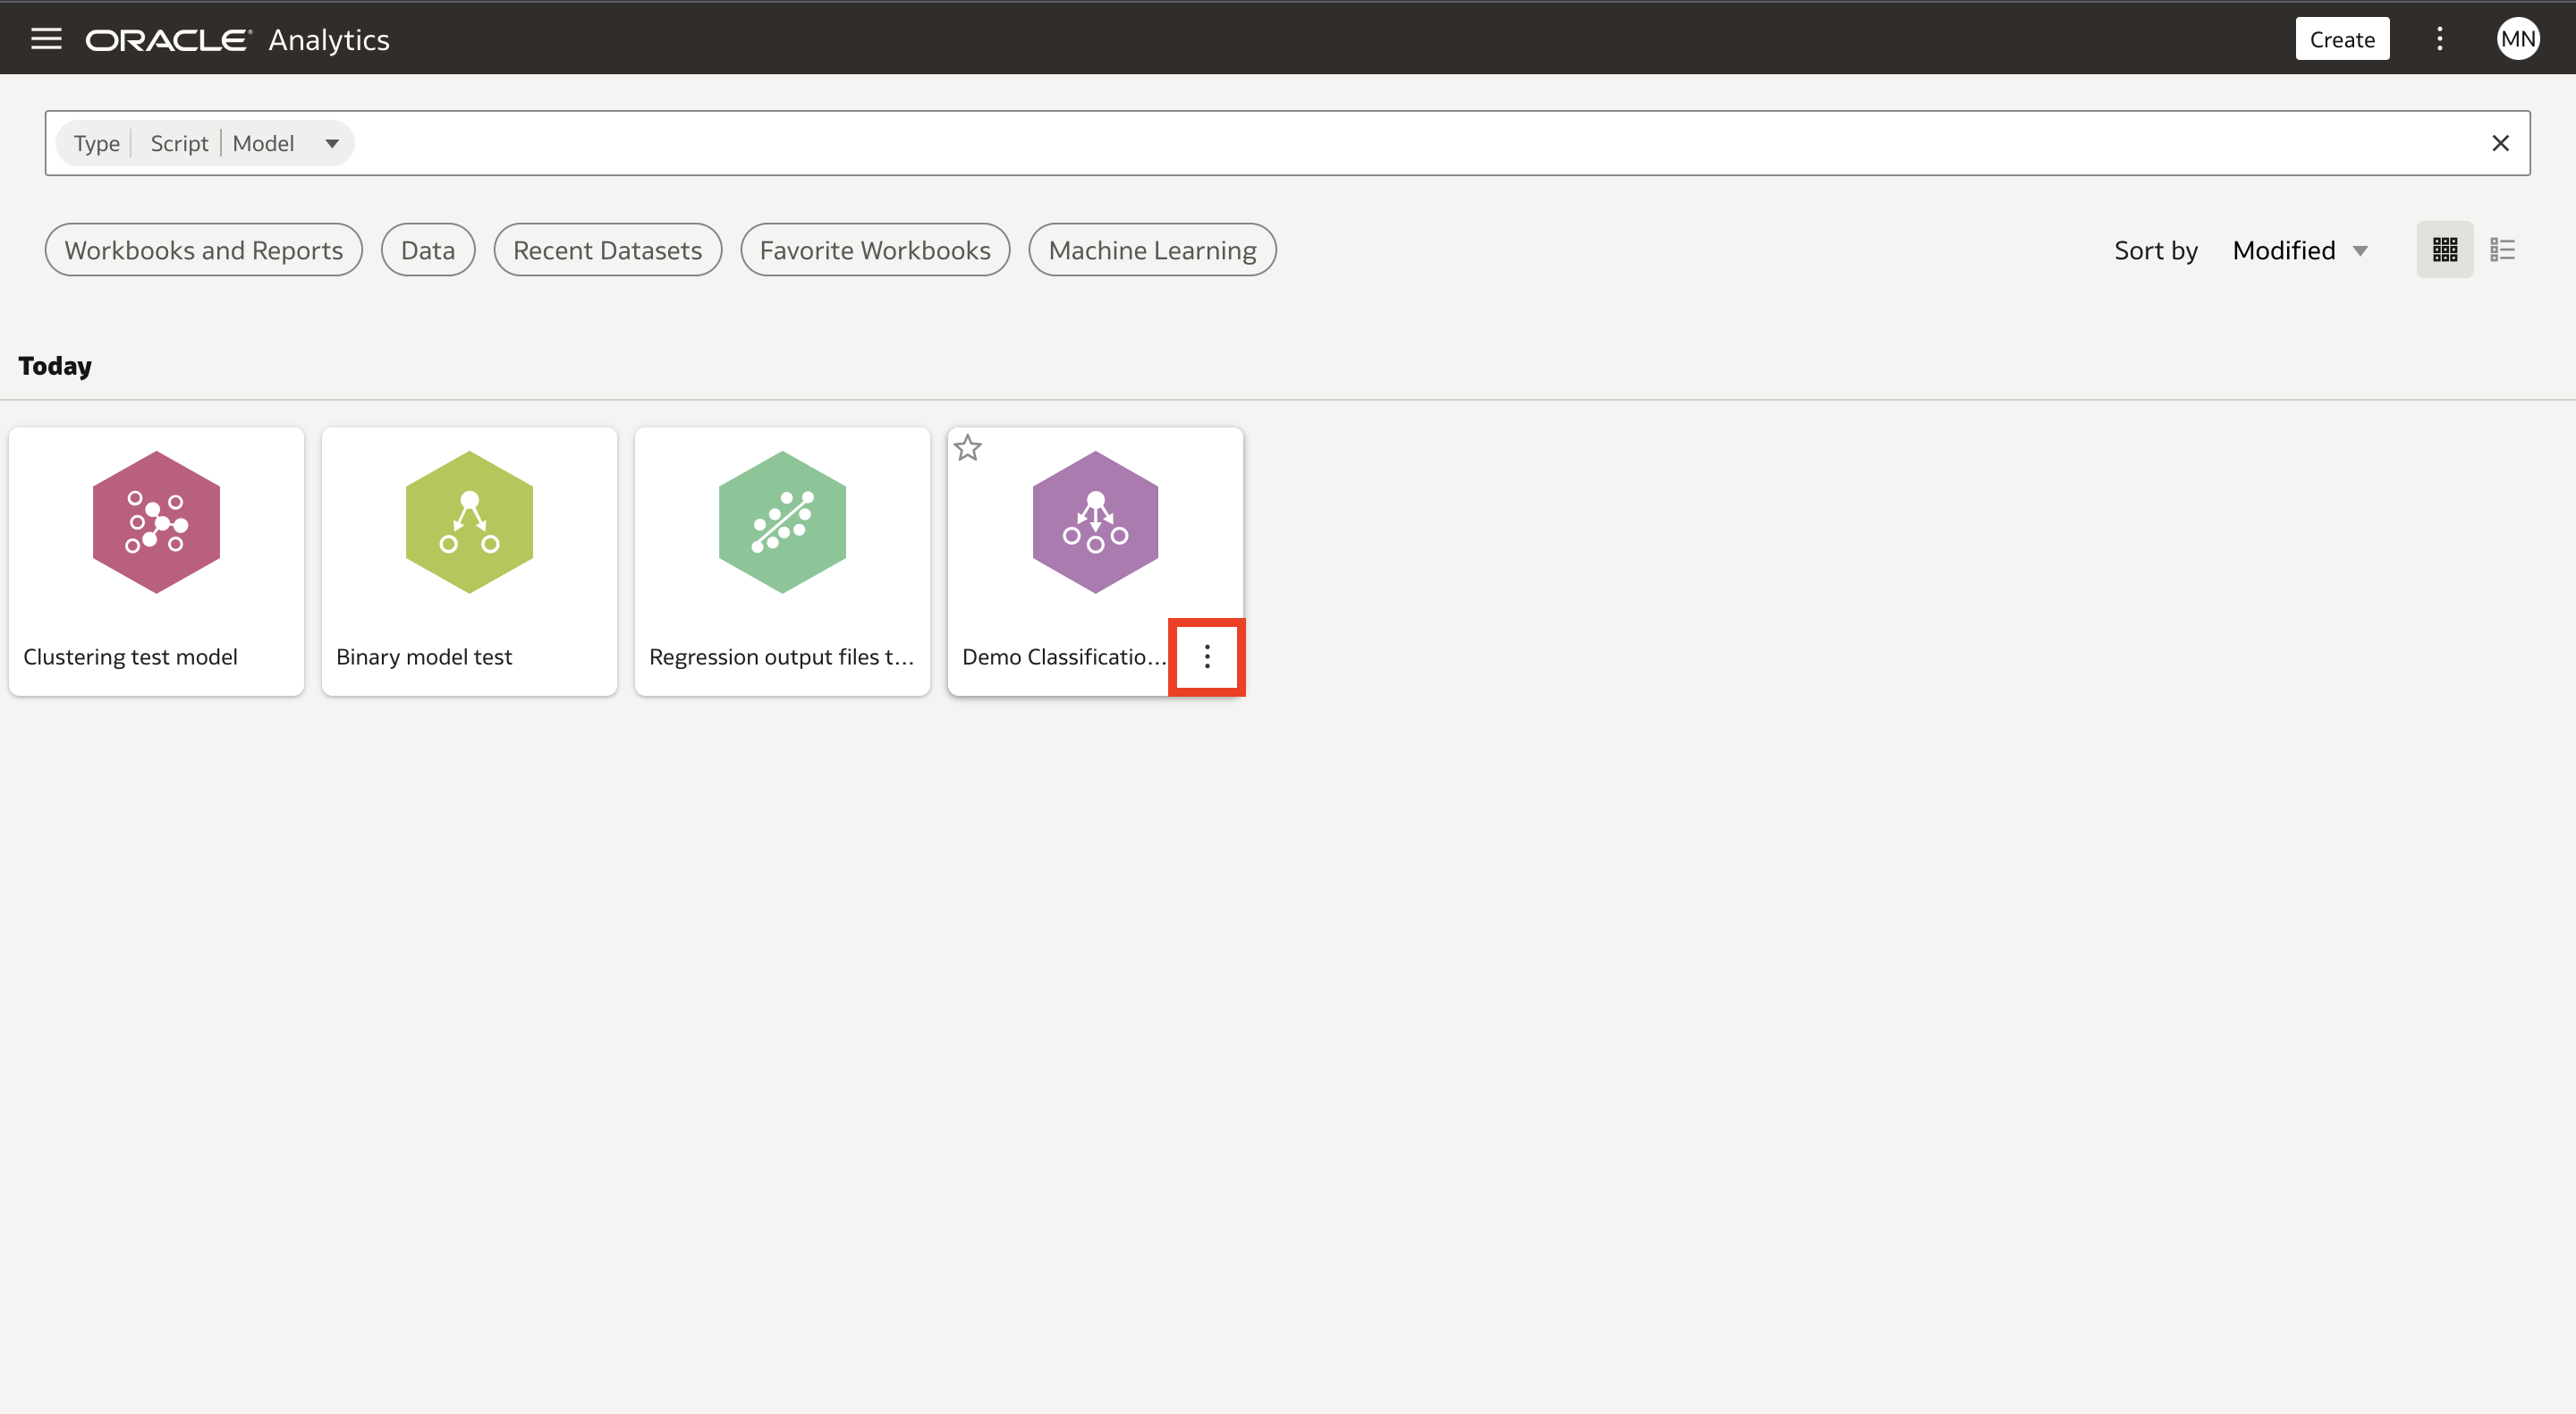 ORACLE Analytics
Create
MN
Type Script Model
Workbooks and Reports
Data
Recent Datasets
Favorite Workbooks
Machine Learning
Sort by Modified
Today
Clustering test model
Binary model test
Regression output files t...
Demo Classificatio...